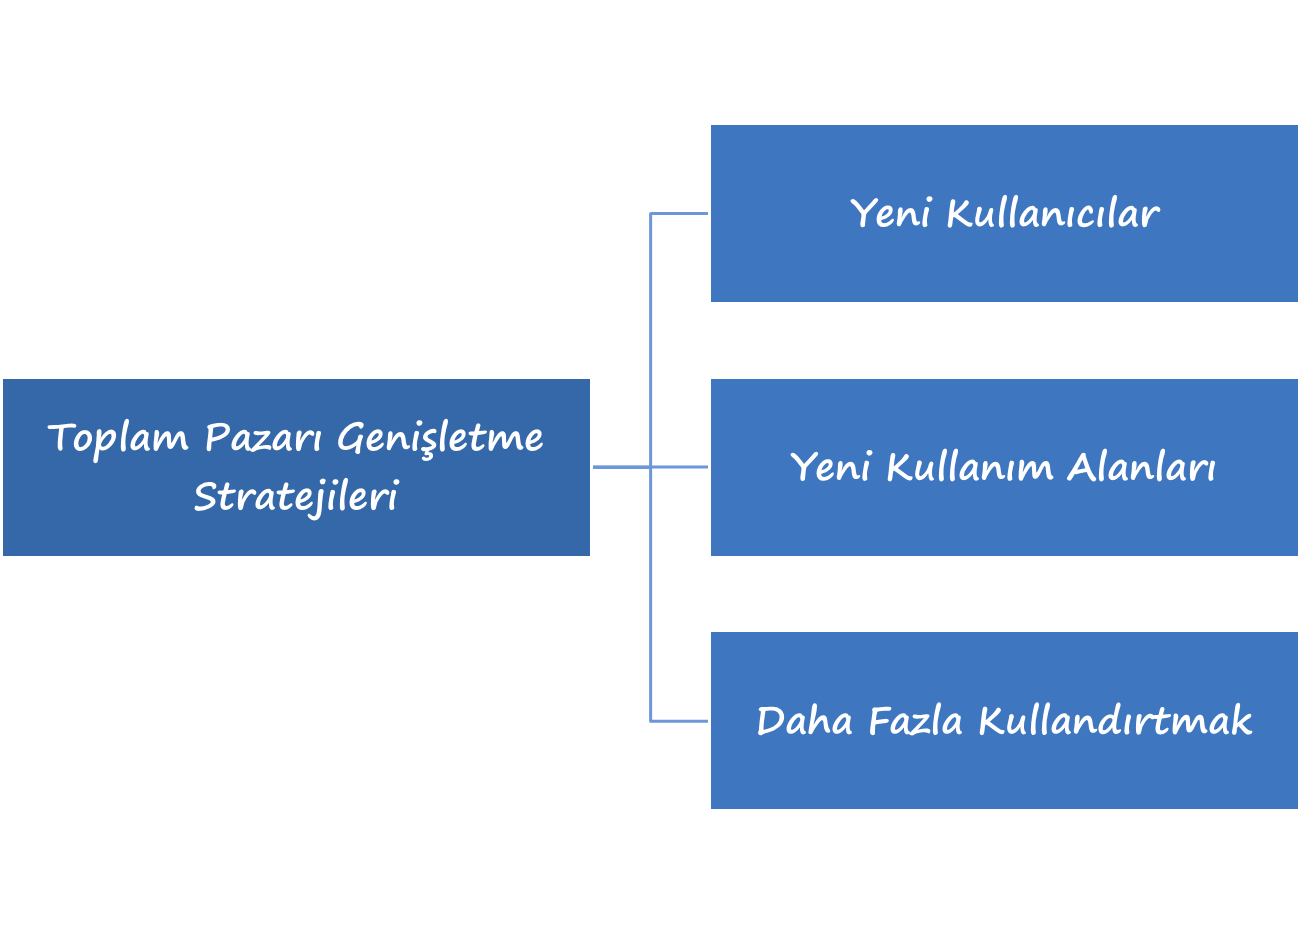 Yeni Kullanıcılar
Toplam Pazarı Genişletme
Stratejileri
Yeni Kullanım Alanları
Daha Fazla Kullandırtmak